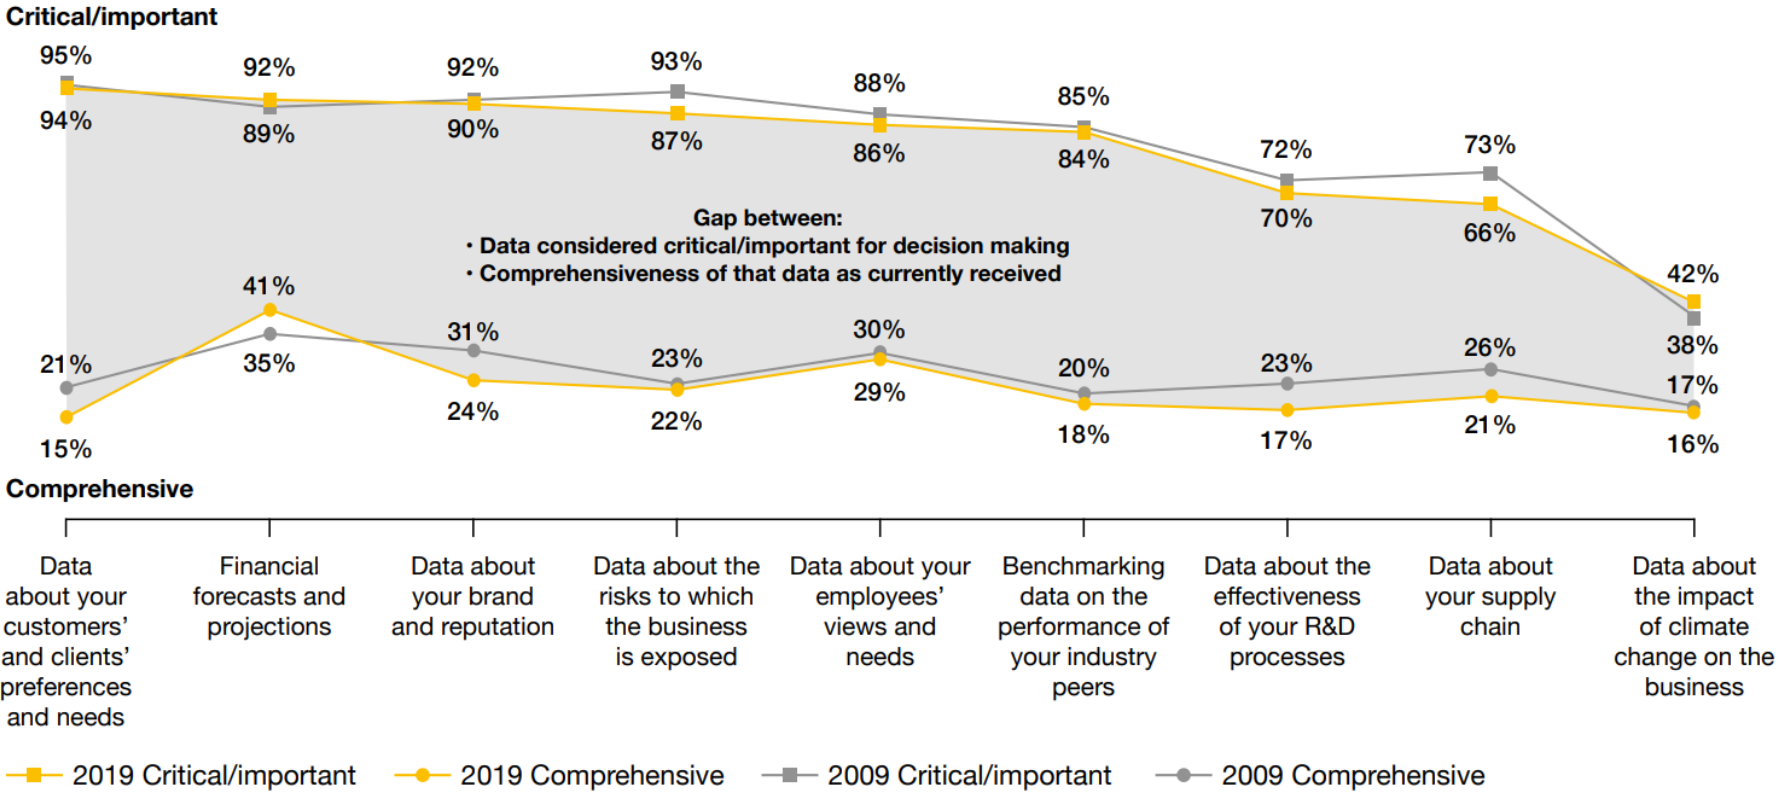 Critical/important
95%
92%
92%
93%
88%
85%
72%
73%
42%
94%
89%
90%
87%
86%
84%
70%
66%
38%
Gap between:
• Data considered critical/important for decision making
• Comprehensiveness of that data as currently received
21%
41%
31%
23%
30%
20%
23%
26%
17%
15%
35%
24%
22%
29%
18%
17%
21%
16%
Comprehensive
Data
about your
customers’
and clients’
preferences
and needs
Financial
forecasts and
projections
Data about
your brand
and reputation
Data about the
risks to which
the business
is exposed
Data about your
employees’
views and
needs
Benchmarking
data on the
performance of
your industry
peers
Data about the
effectiveness
of your R&D
processes
Data about
your supply
chain
Data about
the impact
of climate
change on the
business
2019 Critical/important
2019 Comprehensive
2009 Critical/important
2009 Comprehensive